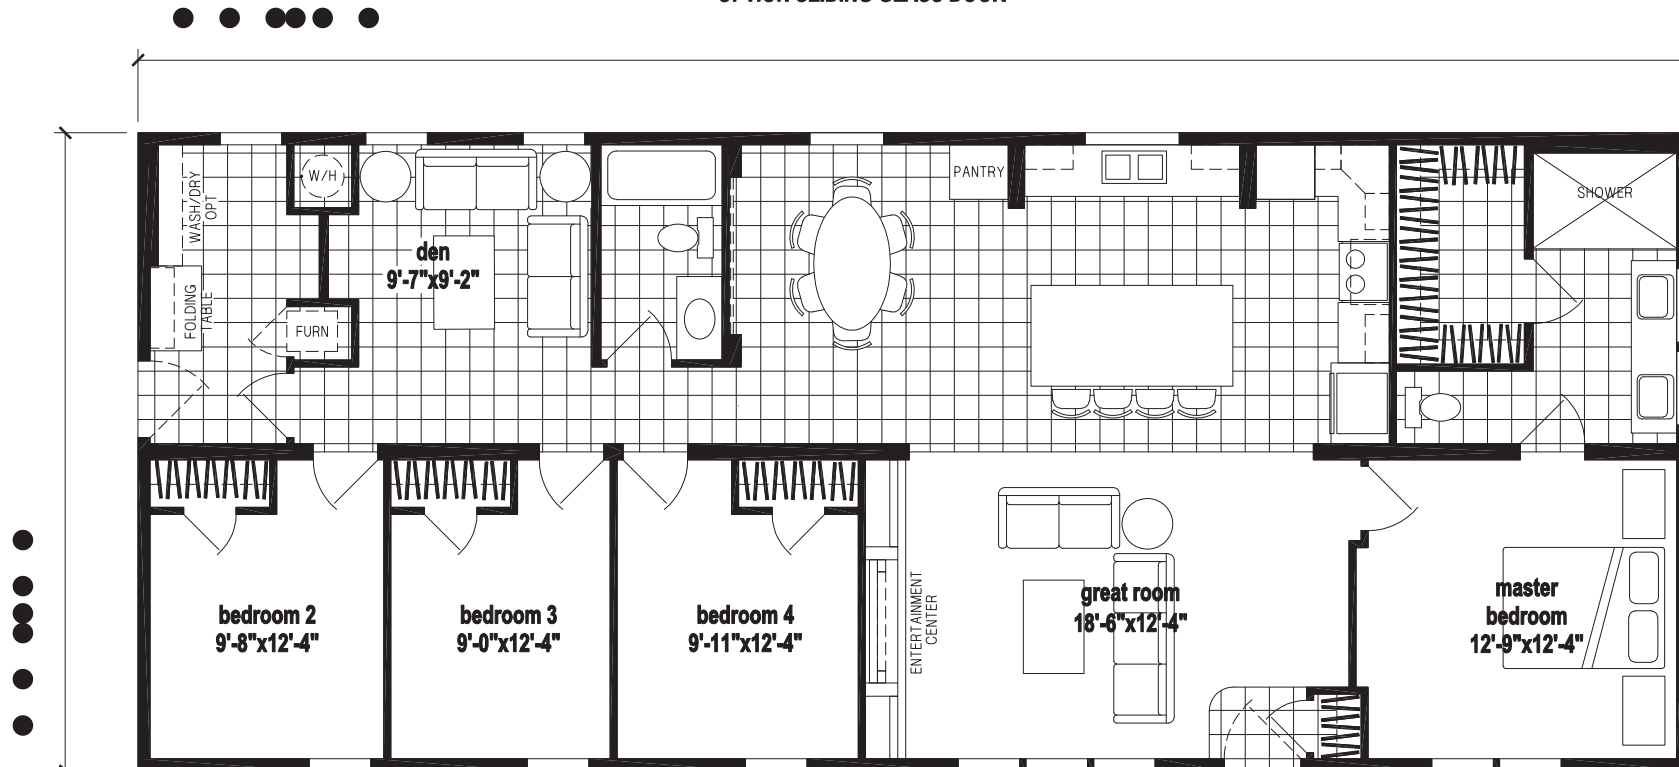 W/H
PANTRY
SHOWER
WASH/DRY
OPT
den
9'-7"x9'-2"
FOLDING
TABLE
FURN
bedroom 2
9'-8"x12'-4"
bedroom 3
9'-0"x12'-4"
bedroom 4
9'-11"x12'-4"
ENTERTAINMENT
CENTER
great room
18'-6"x12'-4"
master
bedroom
12'-9"x12'-4"